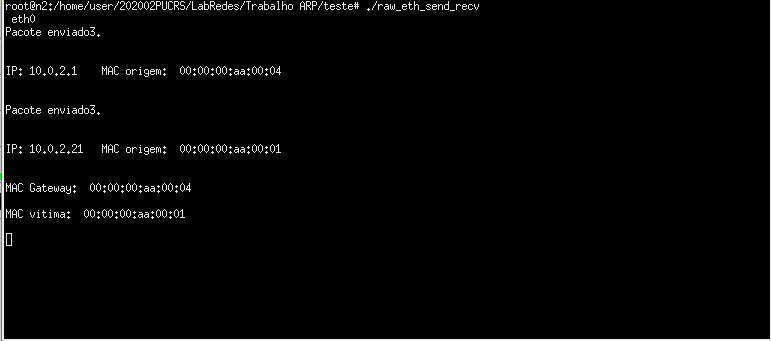 root@n2:/home/user/202002PUCRS/LabRedes/Trabalho ARP/teste# ./raw_eth_send_recv
eth0
Pacote enviado3.
IP: 10.0.2.1 MAC origem: 00:00:00:aa:00:04
Pacote enviado3.
IP: 10.0.2.21 MAC origem: 00:00:00:aa:00:01
MAC Gateway: 00:00:00:aa:00:04
MAC vitima: 00:00:00:aa:00:01